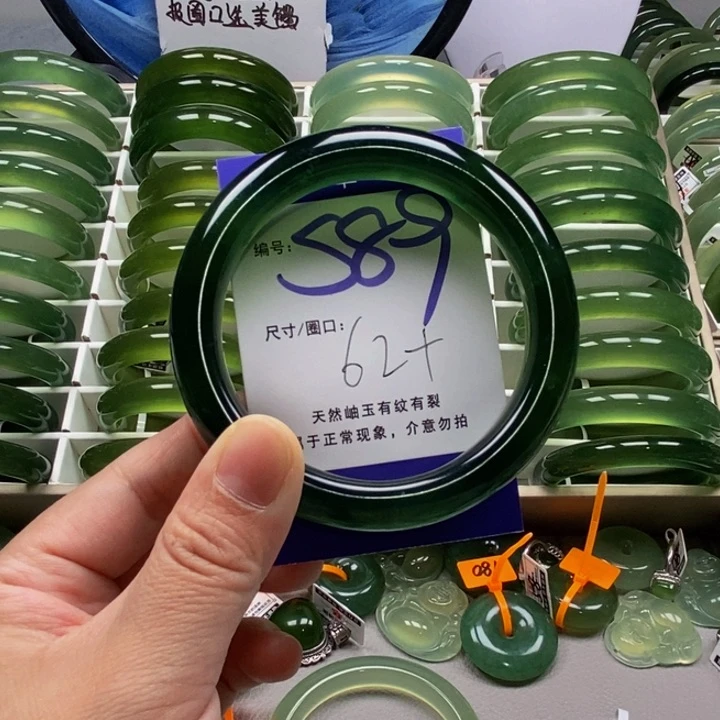 报圈口选美镯
编号: 589
尺寸/圈口: 62+
天然岫玉有纹有裂
于正常现象，介意勿拍
08